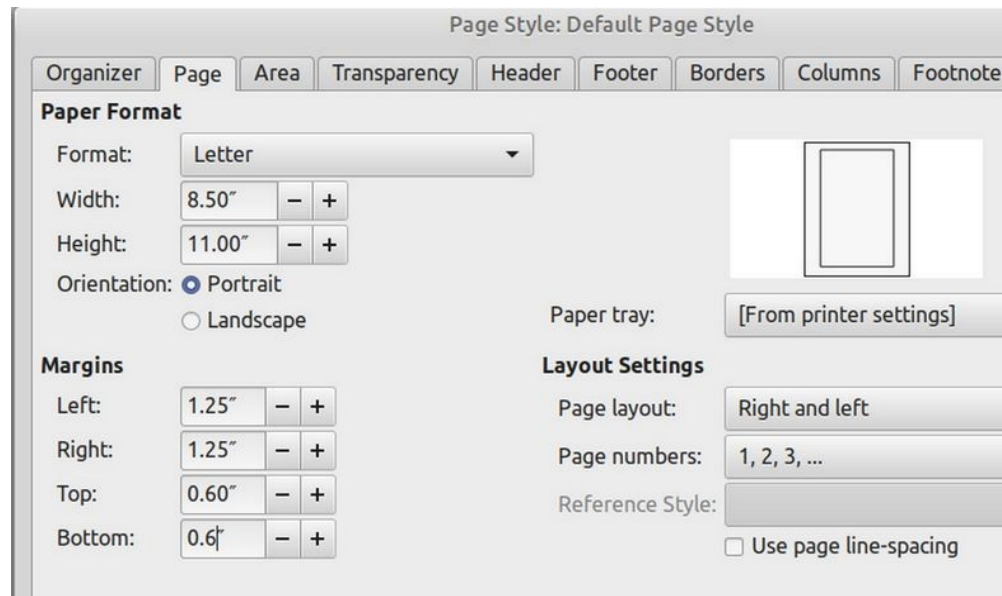 Page Style: Default Page Style
Organizer Page Area Transparency Header Footer Borders Columns Footnote
Paper Format
Format: Letter
Width: 8.50″ − +
Height: 11.00″ − +
Orientation: Portrait
Landscape
Paper tray: [From printer settings]
Margins
Left: 1.25″ − +
Right: 1.25″ − +
Top: 0.60″ − +
Bottom: 0.6″ − +
Layout Settings
Page layout: Right and left
Page numbers: 1, 2, 3, ...
Reference Style:
Use page line-spacing